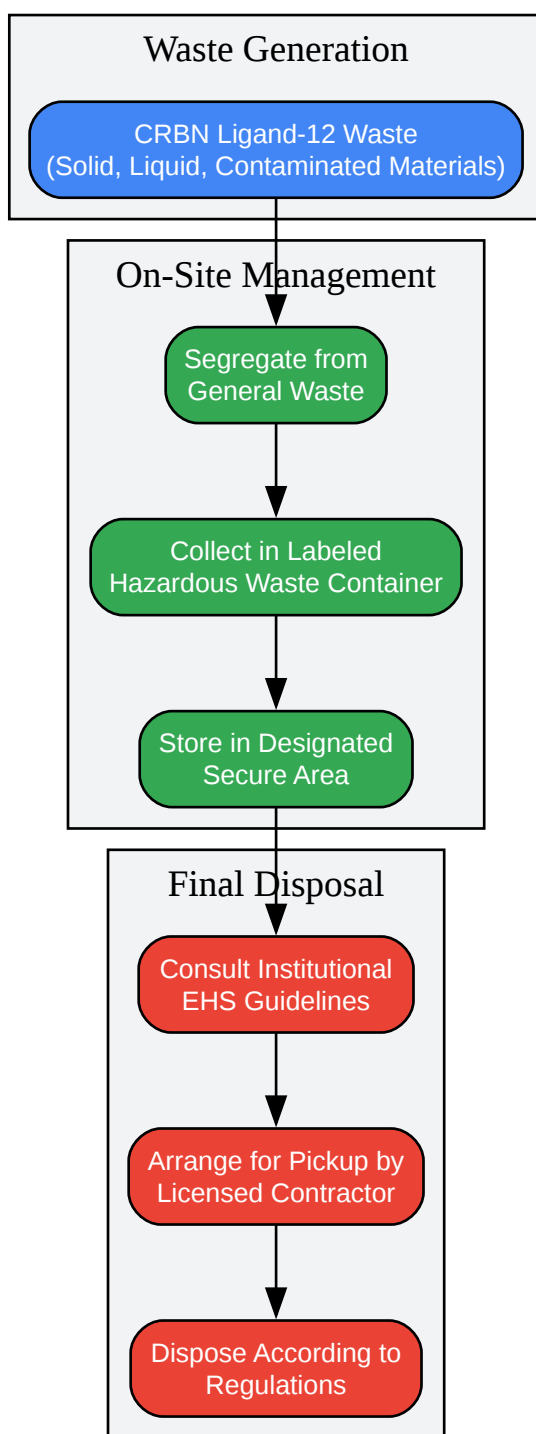 Waste Generation
CRBN Ligand-12 Waste
(Solid, Liquid, Contaminated Materials)
On-Site Management
Segregate from
General Waste
Collect in Labeled
Hazardous Waste Container
Store in Designated
Secure Area
Final Disposal
Consult Institutional
EHS Guidelines
Arrange for Pickup by
Licensed Contractor
Dispose According to
Regulations